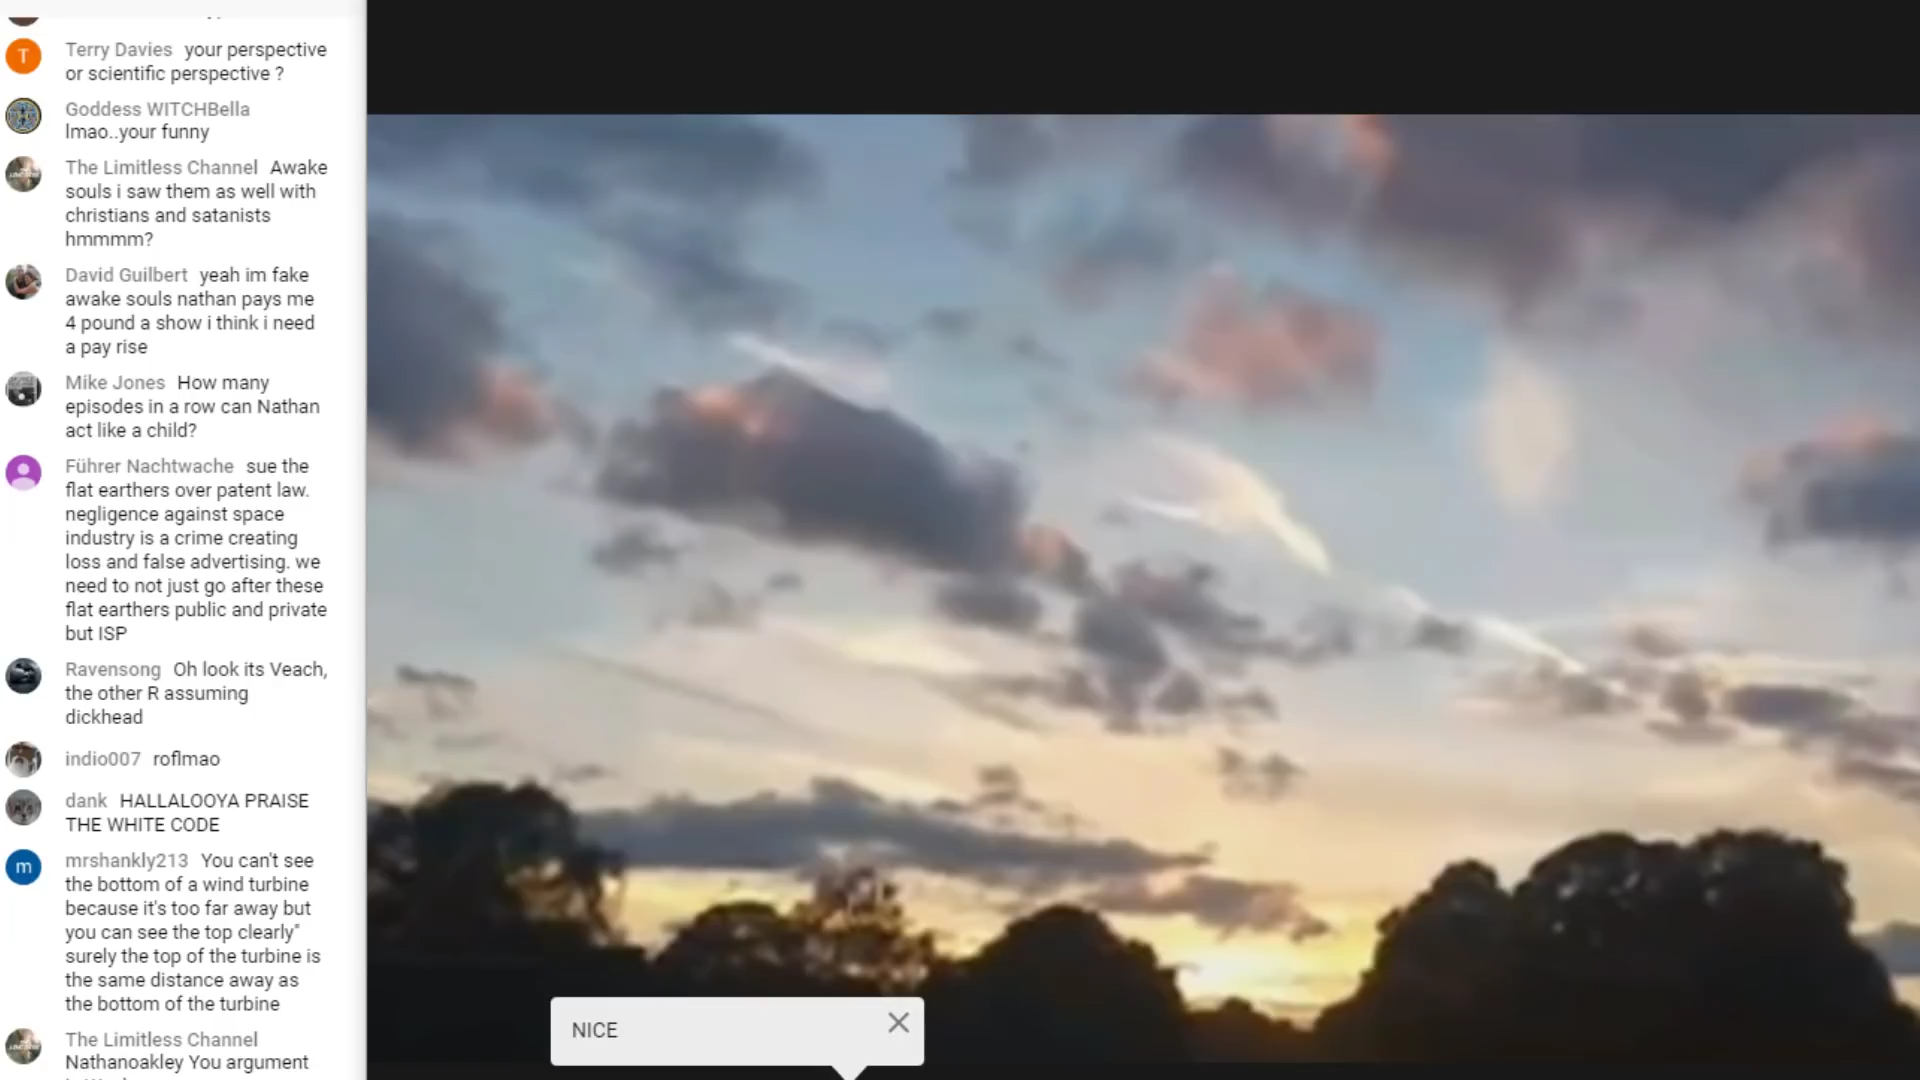 T
Terry Davies your perspective
or scientific perspective ?
Goddess WITCHBella
lmao..your funny
The Limitless Channel Awake
souls i saw them as well with
christians and satanists
hmmmm?
David Guilbert yeah im fake
awake souls nathan pays me
4 pound a show i think i need
a pay rise
Mike Jones How many
episodes in a row can Nathan
act like a child?
Führer Nachtwache sue the
flat earthers over patent law.
negligence against space
industry is a crime creating
loss and false advertising. we
need to not just go after these
flat earthers public and private
but ISP
Ravensong Oh look its Veach,
the other R assuming
dickhead
indio007 roflmao
dank HALLALOOYA PRAISE
THE WHITE CODE
m
mrshankly213 You can't see
the bottom of a wind turbine
because it's too far away but
you can see the top clearly"
surely the top of the turbine is
the same distance away as
the bottom of the turbine
The Limitless Channel
Nathanoakley You argument
NICE